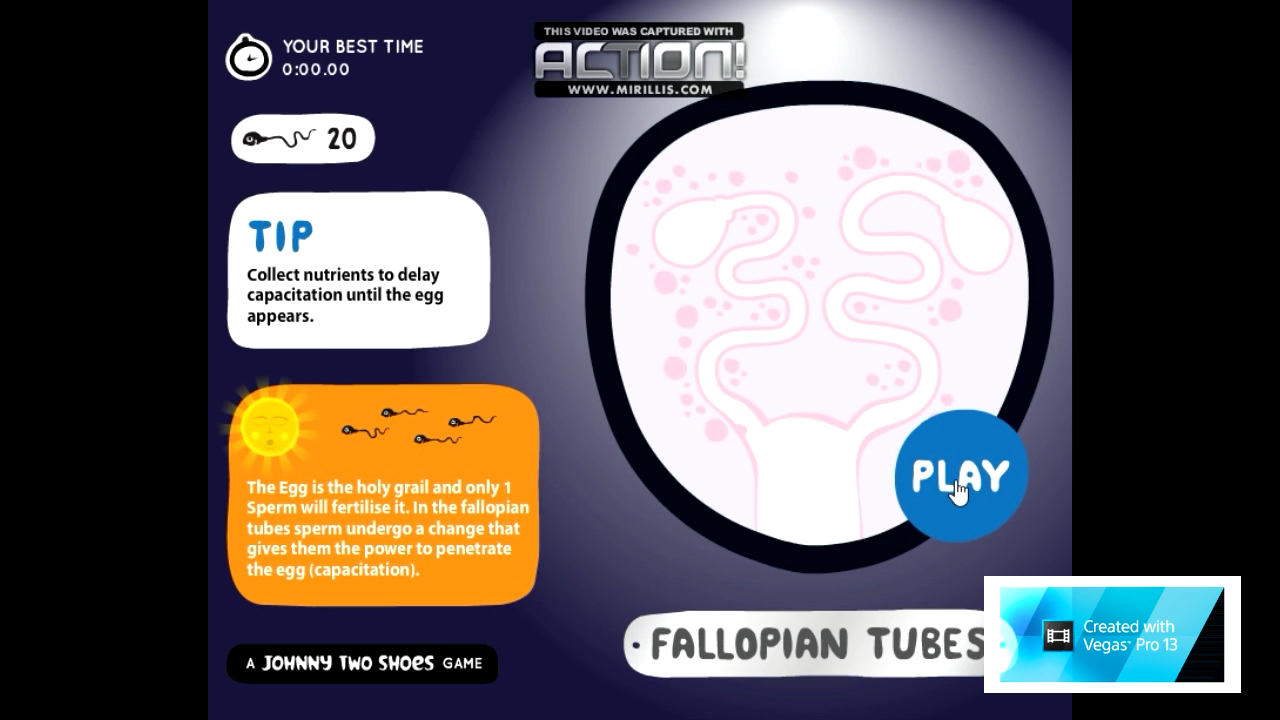 YOUR BEST TIME
0:00.00
THIS VIDEO WAS CAPTURED WITH
ACTION!
WWW.MIRILLIS.COM
20
TIP
Collect nutrients to delay
capacitation until the egg
appears.
The Egg is the holy grail and only 1
Sperm will fertilise it. In the fallopian
tubes sperm undergo a change that
gives them the power to penetrate
the egg (capacitation).
PLAY
FALLOPIAN TUBES
Created with
Vegas™ Pro 13
A JOHNNY TWO SHOES GAME